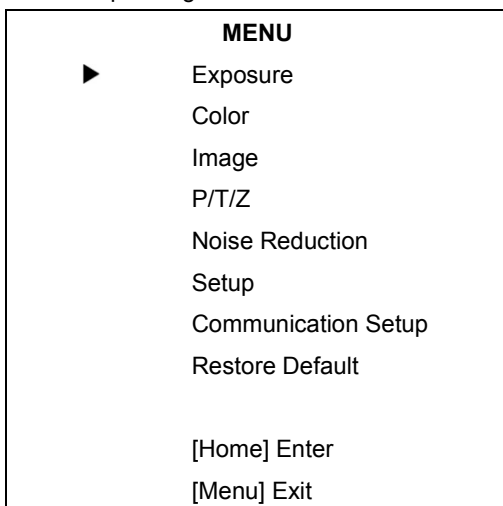 MENU
▶ Exposure
Color
Image
P/T/Z
Noise Reduction
Setup
Communication Setup
Restore Default
[Home] Enter
[Menu] Exit